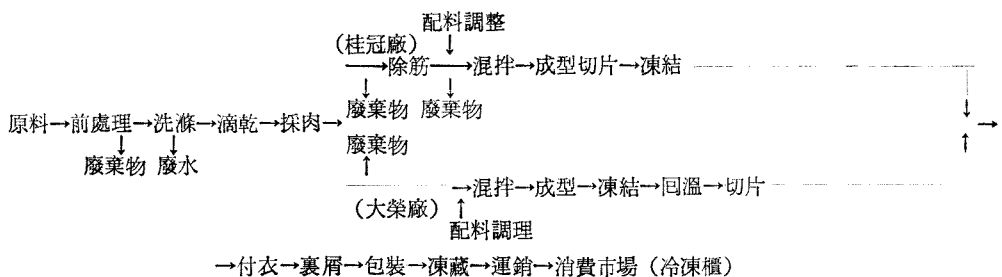 配料調整
(桂冠廠)
→除筋→混拌→成型切片→凍結
廢棄物 廢棄物
原料→前處理→洗滌→滴乾→採肉→
廢棄物
廢棄物 廢水
→混拌→成型→凍結→回溫→切片
(大榮廠)
配料調理
→付衣→裏屑→包裝→凍藏→運銷→消費市場(冷凍櫃)